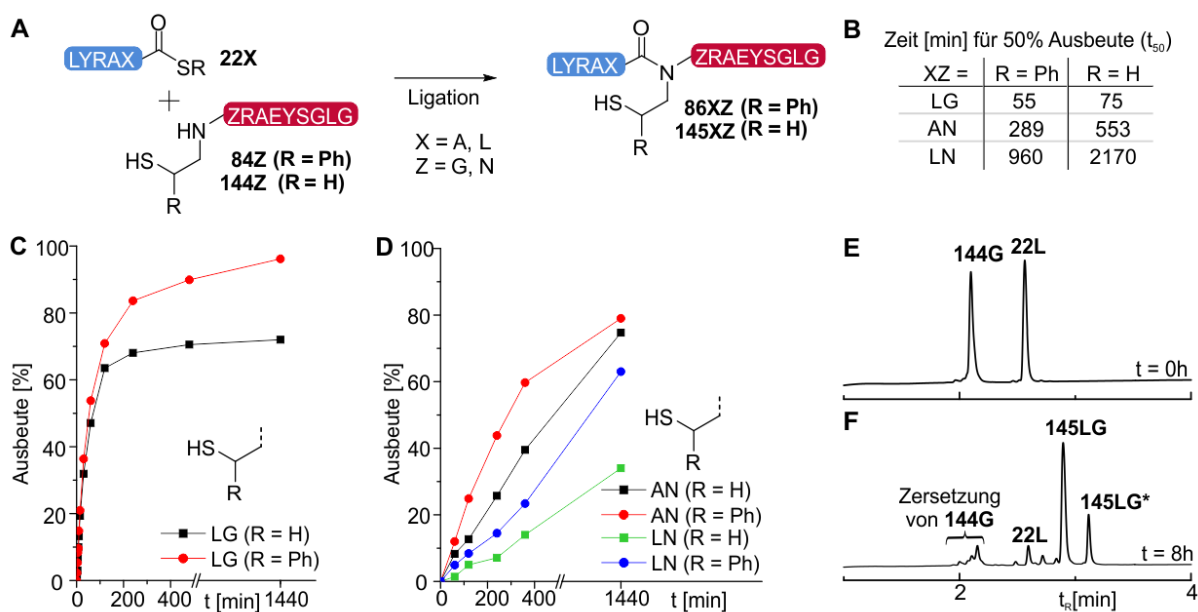 A
LYRAX
O
SR
22X
+
ZRAEYSGLG
HN
HS
R
84Z (R = Ph)
144Z (R = H)
Ligation
X = A, L
Z = G, N
LYRAX
O
N
ZRAEYSGLG
HS
R
86XZ (R = Ph)
145XZ (R = H)
B
Zeit [min] für 50% Ausbeute (t50)
XZ = R = Ph R = H
LG 55 75
AN 289 553
LN 960 2170
C
Ausbeute [%]
100
80
60
40
20
0
HS
R
LG (R = H)
LG (R = Ph)
0 200 400 t [min] 1440
D
Ausbeute [%]
100
80
60
40
20
0
HS
R
AN (R = H)
AN (R = Ph)
LN (R = H)
LN (R = Ph)
0 200 400 t [min] 1440
E
144G 22L
t = 0h
2 4
F
145LG
145LG*
Zersetzung
von 144G
22L
t = 8h
2 tR[min] 4